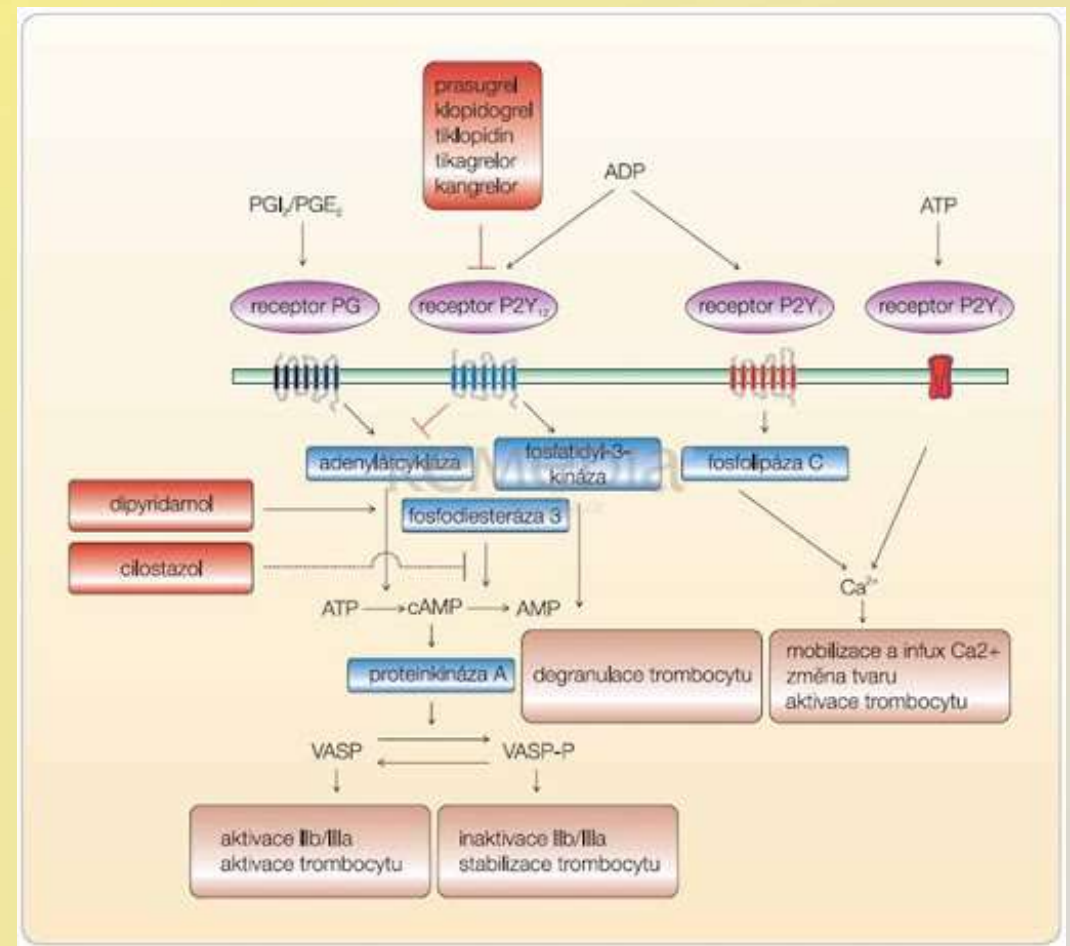 prasugrel
klopidogrel
tiklopidin
tikagrelor
kangrelor
ADP
PGI₂/PGE₂
ATP
receptor PG
receptor P2Y₁₂
receptor P2Y₁
receptor P2Y₁
adenylátcykláza
fosfatidyl-3-
kináza
fosfolipáza C
dipyridamol
fosfodiesteráza 3
cilostazol
Ca²⁺
ATP
cAMP
AMP
proteinkináza A
degranulace trombocytu
mobilizace a infux Ca2+
změna tvaru
aktivace trombocytu
VASP
VASP-P
aktivace IIb/IIIa
aktivace trombocytu
inaktivace IIb/IIIa
stabilizace trombocytu